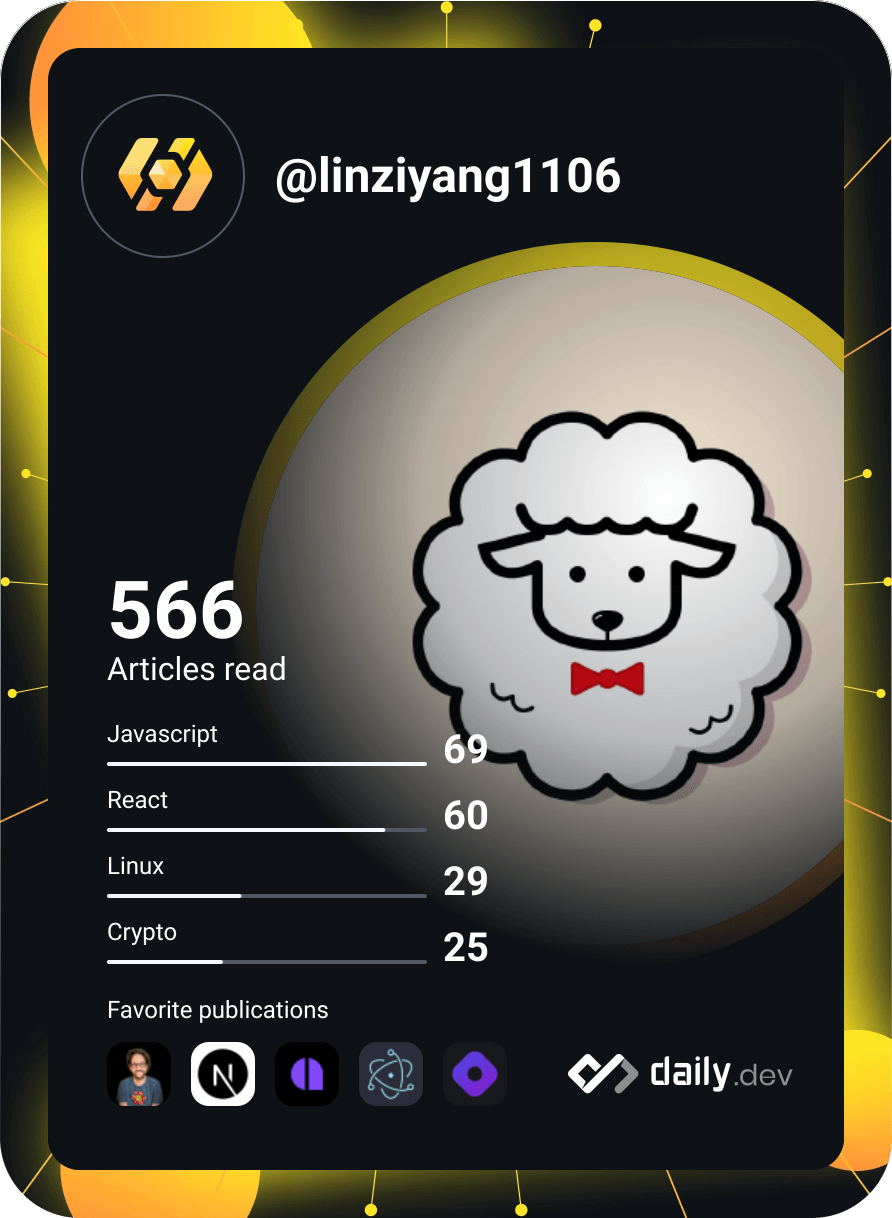 @linziyang1106
566
Articles read
Javascript
69
React
60
Linux
29
Crypto
25
Favorite publications
N
daily.dev